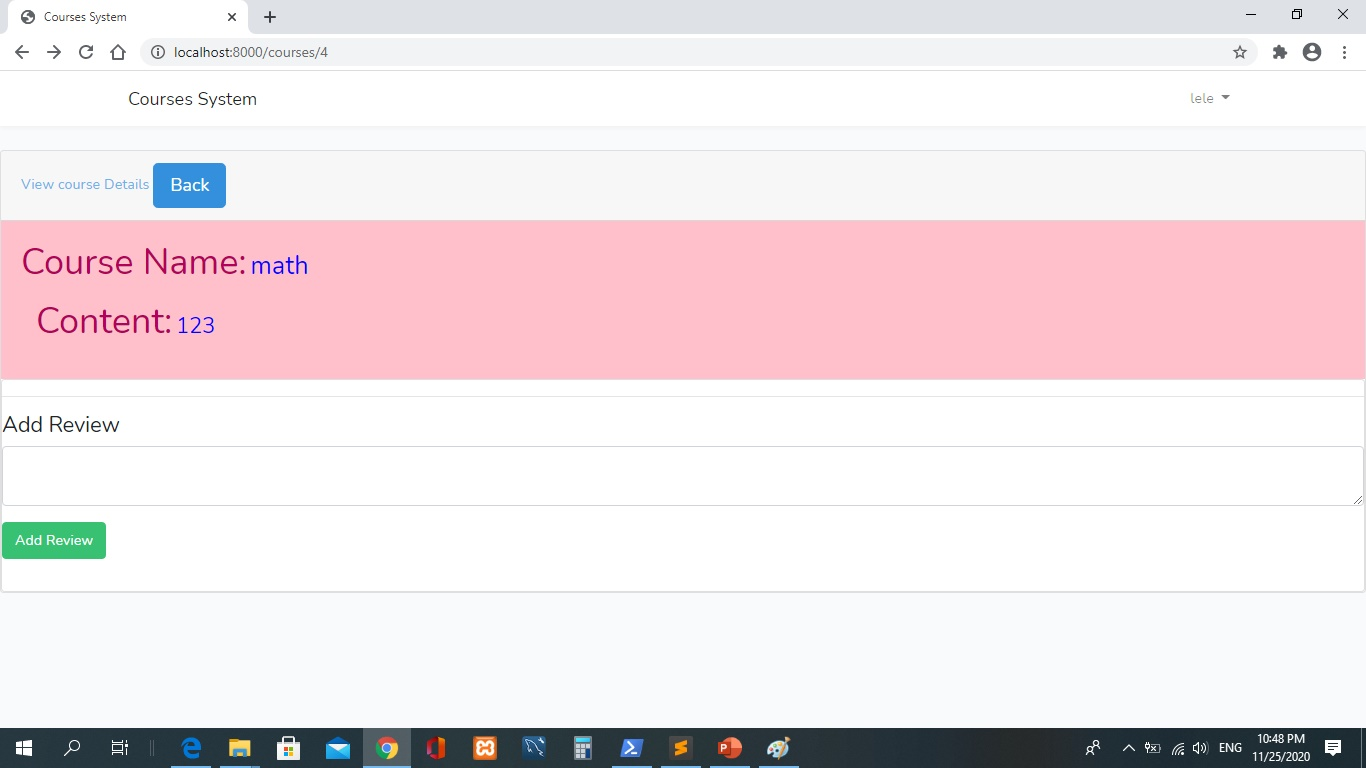 Courses System
localhost:8000/courses/4
Courses System
lele
View course Details Back
Course Name: math
Content: 123
Add Review
Add Review
ENG
10:48 PM
11/25/2020